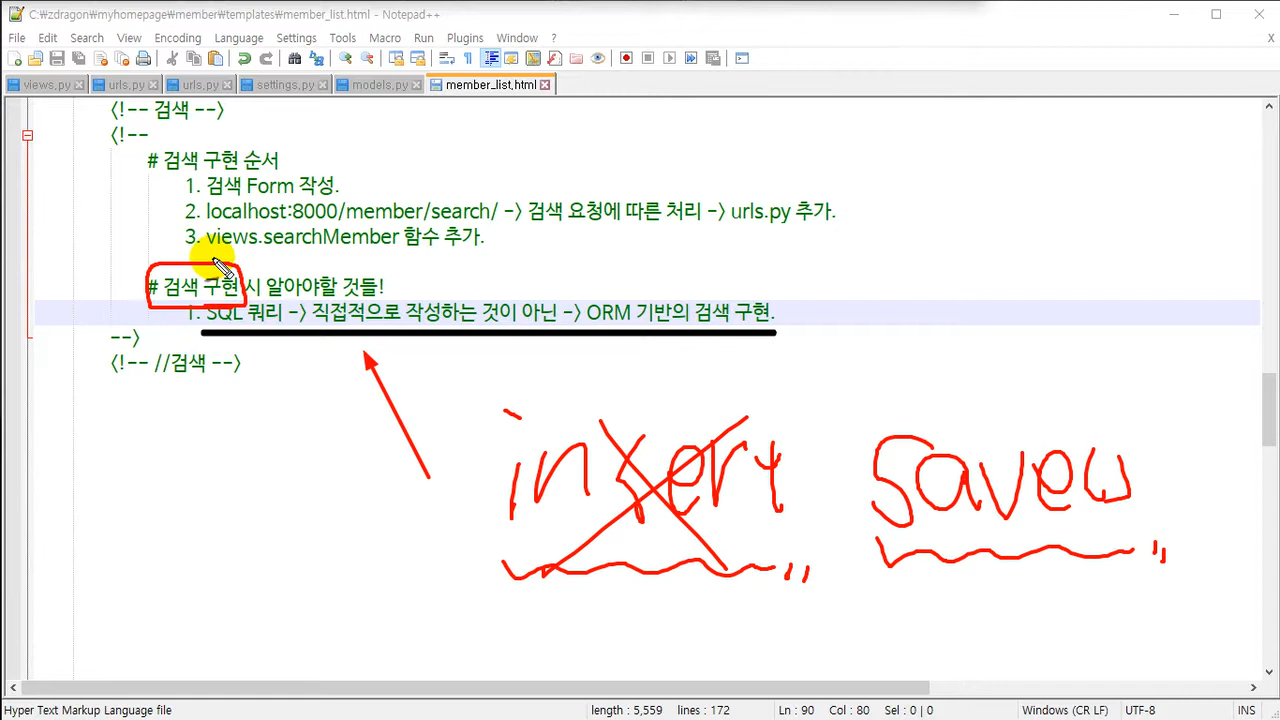 C:\zdragon\myhomepage\member\templates\member_list.html - Notepad++
File Edit Search View Encoding Language Settings Tools Macro Run Plugins Window ? X
views.py urls.py urls.py settings.py models.py member_list.html
<!-- 검색 -->
<!--
# 검색 구현 순서
1. 검색 Form 작성.
2. localhost:8000/member/search/ -> 검색 요청에 따른 처리 -> urls.py 추가.
3. views.searchMember 함수 추가.
# 검색 구현 시 알아야할 것들!
1. SQL 쿼리 -> 직접적으로 작성하는 것이 아닌 -> ORM 기반의 검색 구현.
-->
<!-- //검색 -->
insert save()
Hyper Text Markup Language file length : 5,559 lines : 172 Ln : 90 Col : 80 Sel : 0 | 0 Windows (CR LF) UTF-8 INS